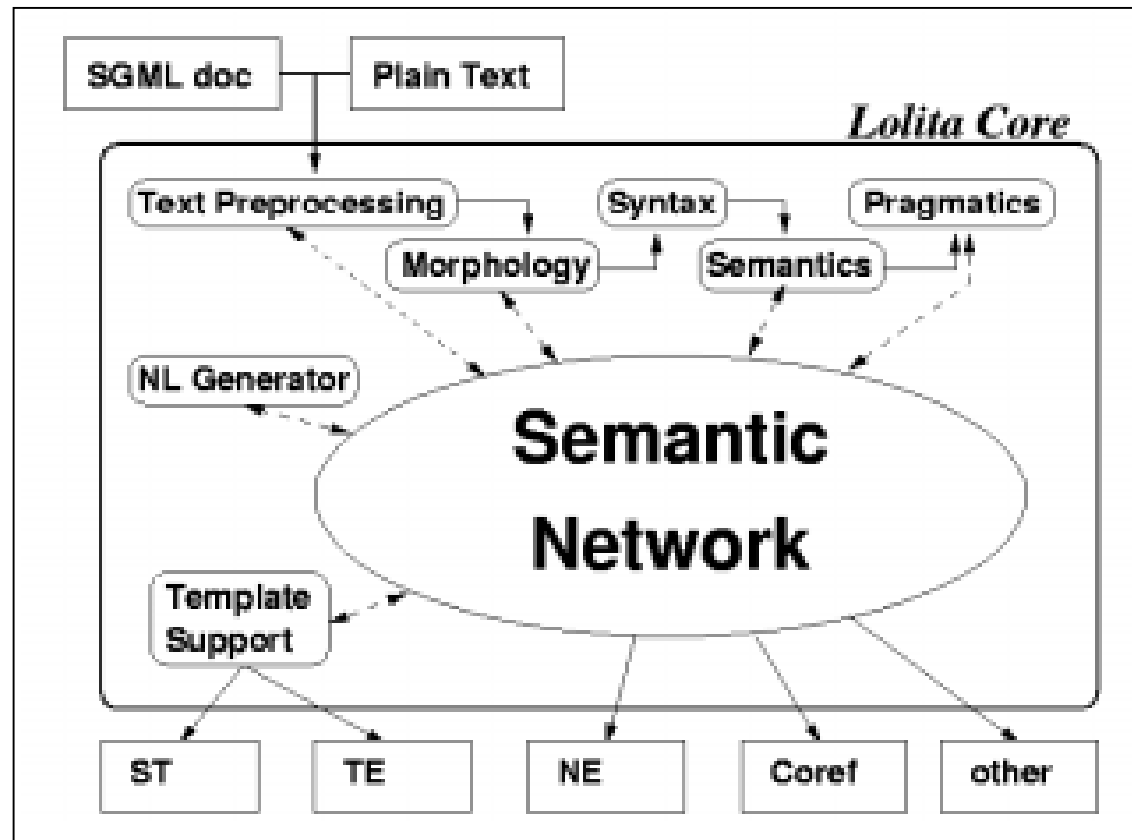 SGML doc
Plain Text
Lolita Core
Text Preprocessing
Syntax
Pragmatics
Morphology
Semantics
NL Generator
Semantic
Network
Template
Support
ST
TE
NE
Coref
other